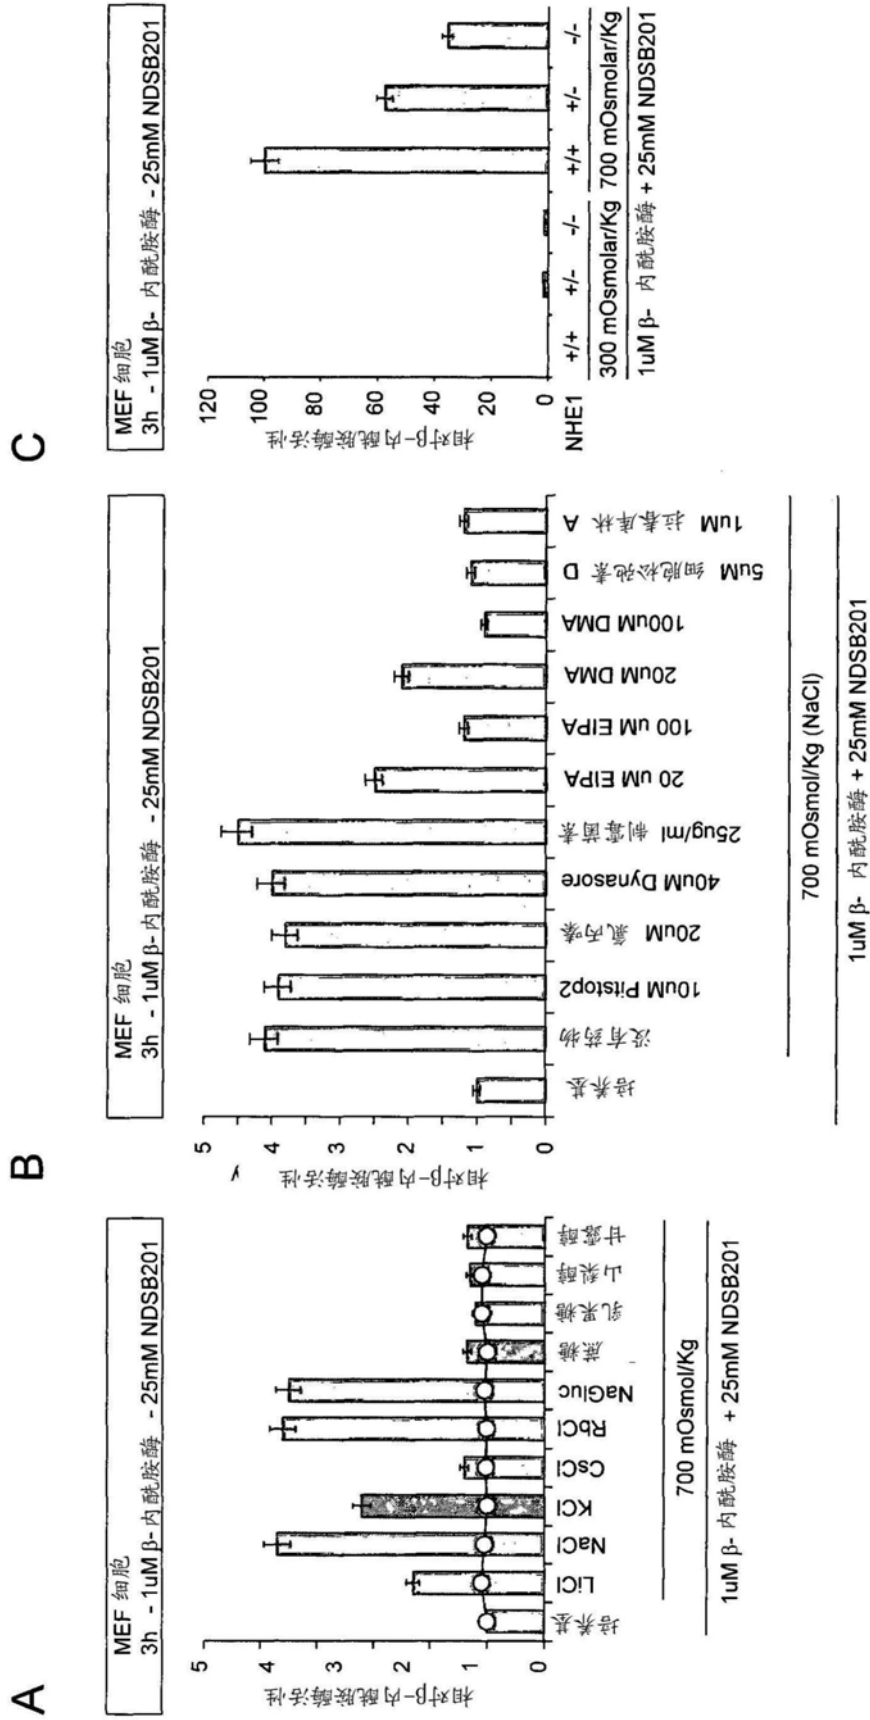 A
MEF 细胞
3h - 1uM β- 内酰胺酶 - 25mM NDSB201
相对β-内酰胺酶活性
5
4
3
2
1
0
培养基
LiCl
NaCl
KCl
CsCl
RbCl
NaGluc
蔗糖
乳果糖
山梨醇
甘露醇
700 mOsmol/Kg
1uM β- 内酰胺酶 + 25mM NDSB201
B
MEF 细胞
3h - 1uM β- 内酰胺酶 - 25mM NDSB201
相对β-内酰胺酶活性
y
5
4
3
2
1
0
培养基
没有药物
10uM Pitstop2
20uM 氯丙嗪
40uM Dynasore
25ug/ml 制霉菌素
20 uM EIPA
100 uM EIPA
20uM DMA
100uM DMA
5uM 细胞松弛素 D
1uM 拉春库林 A
700 mOsmol/Kg (NaCl)
1uM β- 内酰胺酶 + 25mM NDSB201
C
MEF 细胞
3h - 1uM β- 内酰胺酶 - 25mM NDSB201
相对β-内酰胺酶活性
120
100
80
60
40
20
0
NHE1
+/+ +/- -/- +/+ +/- -/-
300 mOsmolar/Kg 700 mOsmolar/Kg
1uM β- 内酰胺酶 + 25mM NDSB201